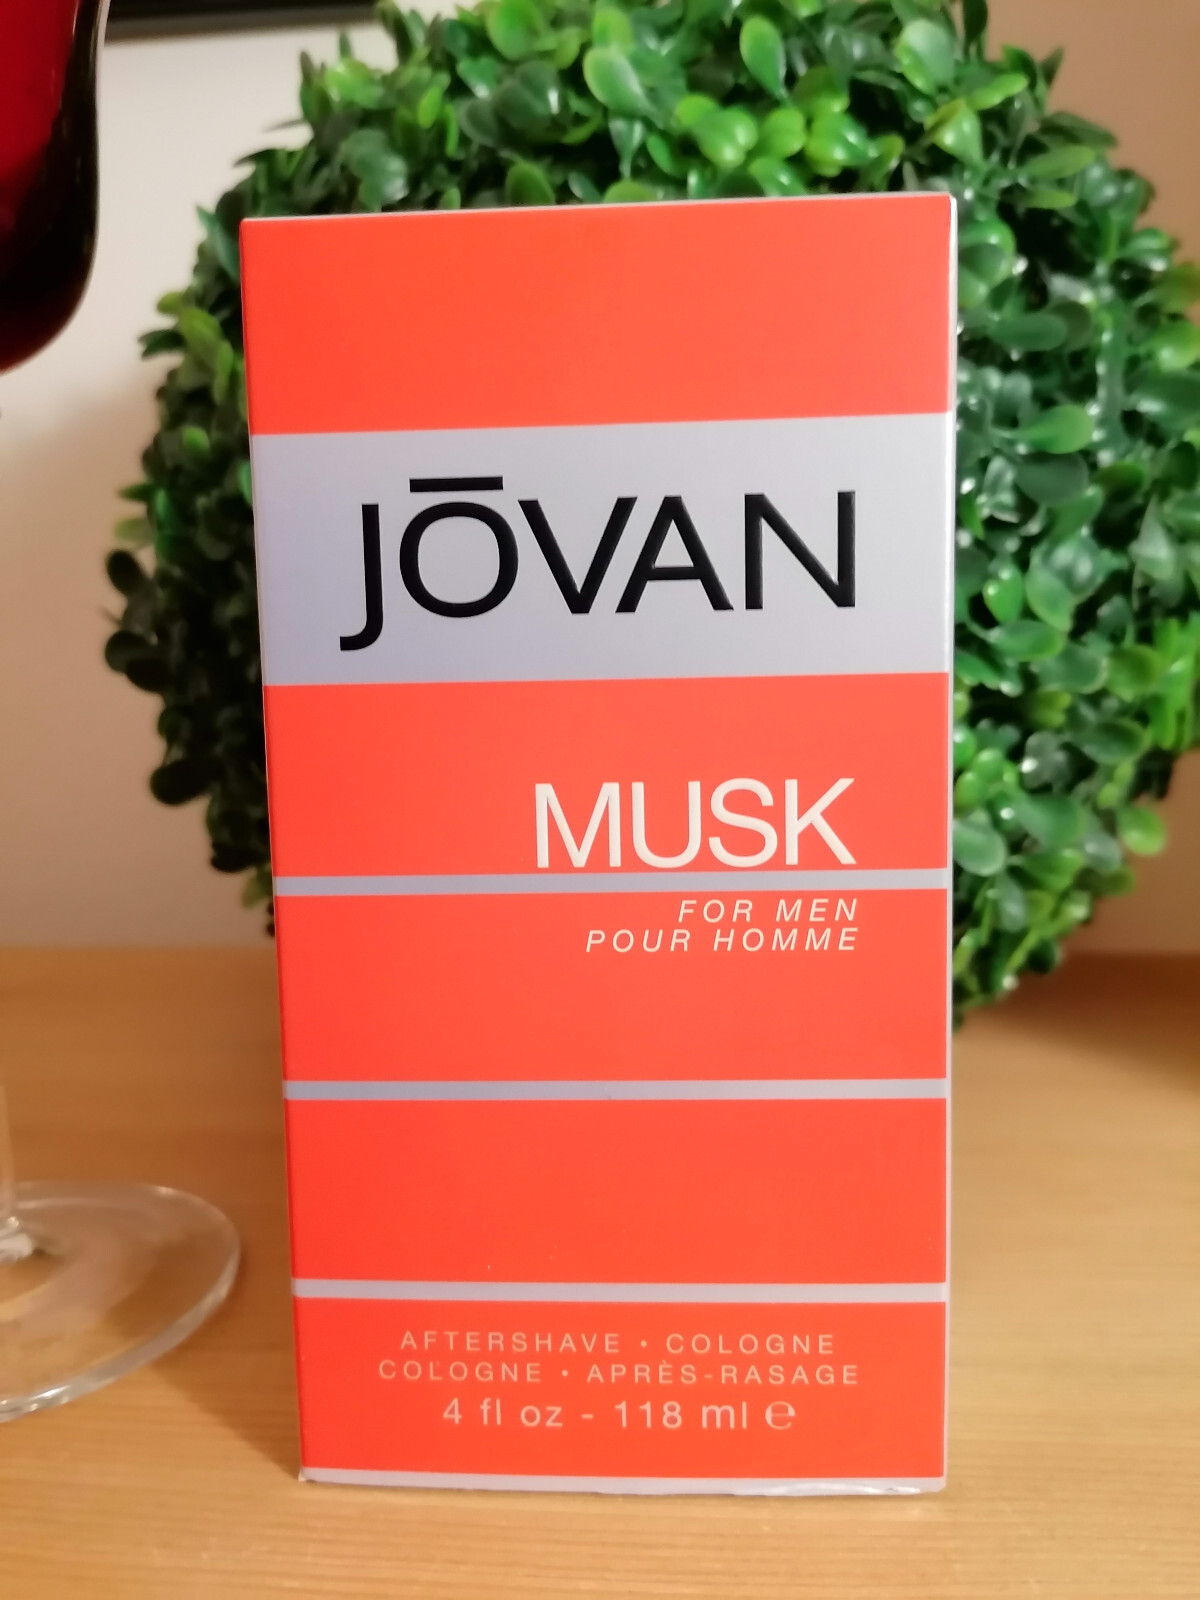 JŌVAN
MUSK
FOR MEN
POUR HOMME
AFTERSHAVE • COLOGNE
COLOGNE • APRÈS-RASAGE
4 fl oz - 118 ml ℮